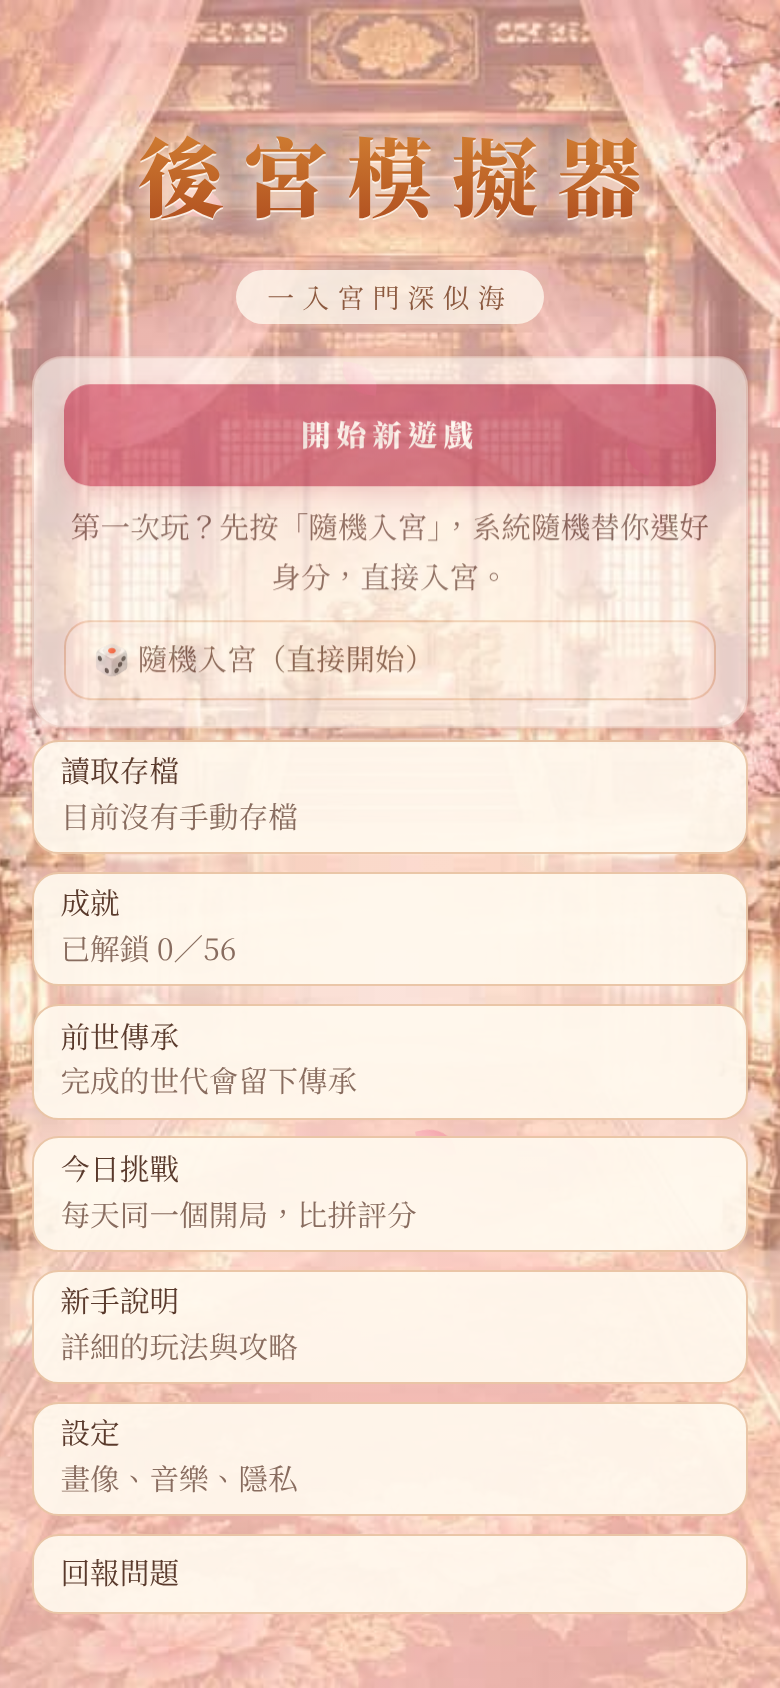 後宮模擬器
一入宮門深似海
開始新遊戲
第一次玩？先按「隨機入宮」，系統隨機替你選好
身分，直接入宮。
隨機入宮（直接開始）
讀取存檔
目前沒有手動存檔
成就
已解鎖 0／56
前世傳承
完成的世代會留下傳承
今日挑戰
每天同一個開局，比拼評分
新手說明
詳細的玩法與攻略
設定
畫像、音樂、隱私
回報問題